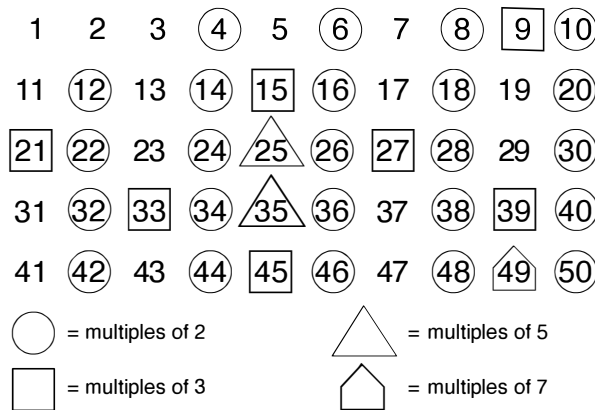 1 2 3 4 5 6 7 8 9 10
11 12 13 14 15 16 17 18 19 20
21 22 23 24 25 26 27 28 29 30
31 32 33 34 35 36 37 38 39 40
41 42 43 44 45 46 47 48 49 50
= multiples of 2 = multiples of 5
= multiples of 3 = multiples of 7